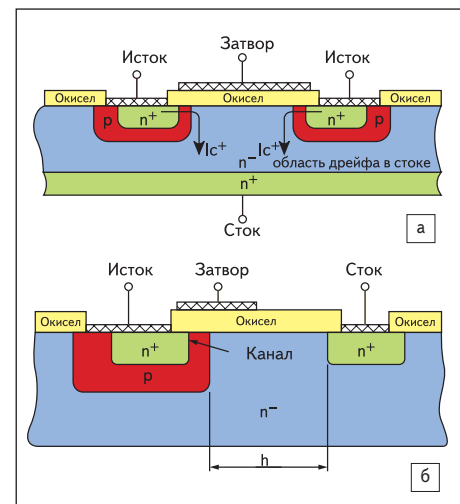 Затвор
Исток Исток
Окисел Окисел Окисел
p n⁺ n⁺ p
Ic⁺ n⁻ Ic⁺ область дрейфа в стоке
n⁺
Сток
а
Исток Затвор Сток
Окисел Окисел Окисел
n⁺ Канал n⁺
p
n⁻
h
б